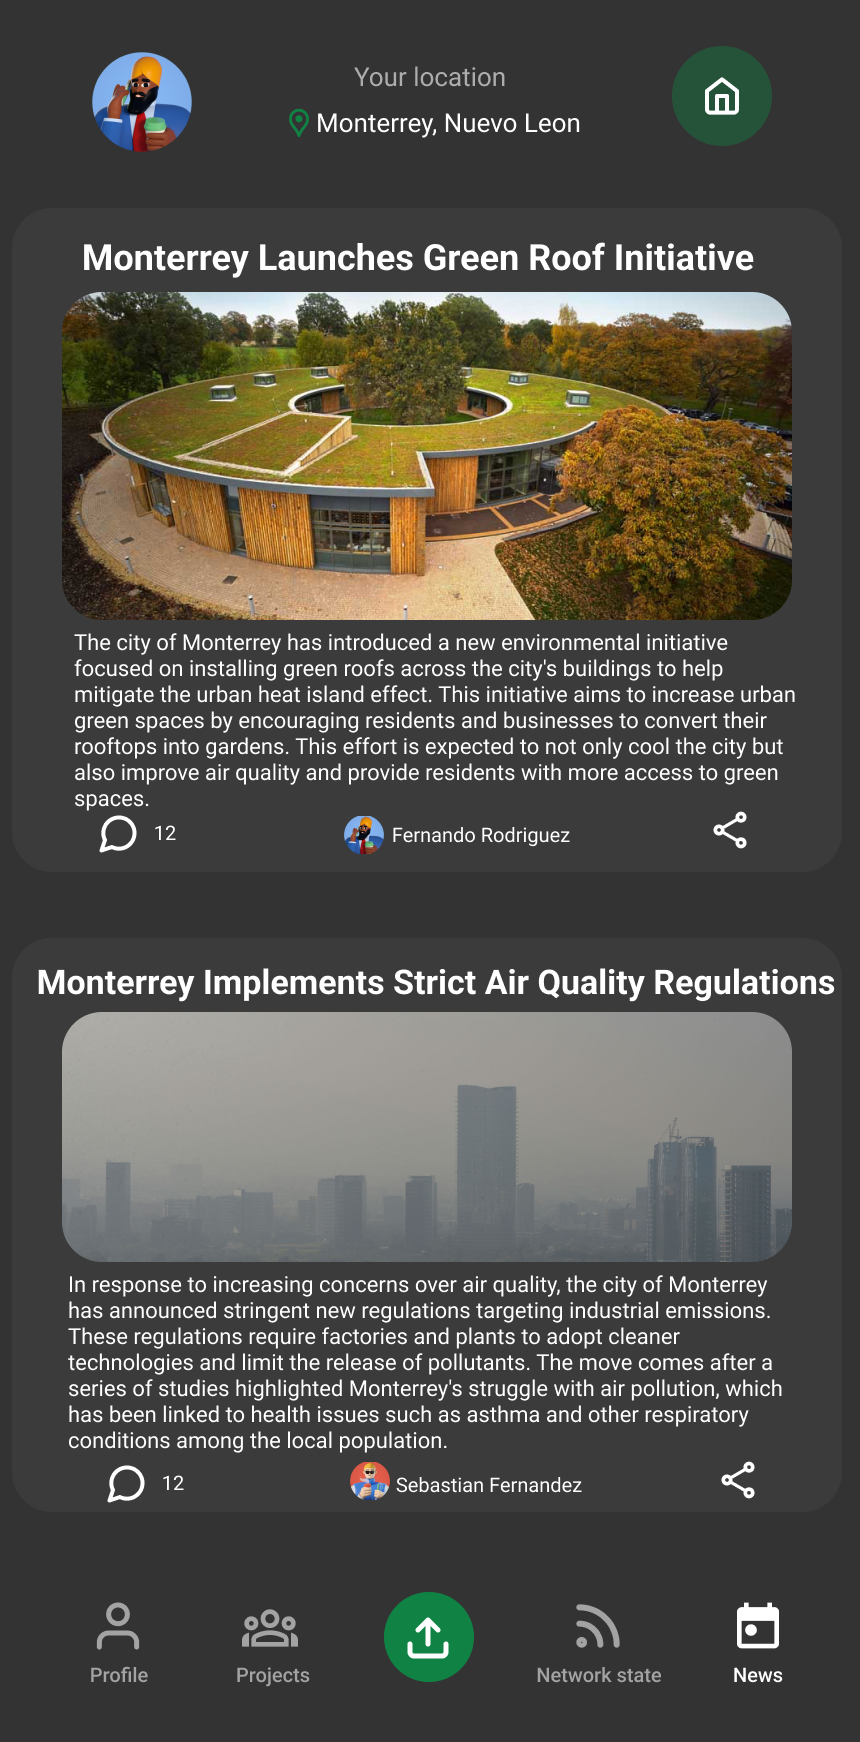 Your location
Monterrey, Nuevo Leon
Monterrey Launches Green Roof Initiative
The city of Monterrey has introduced a new environmental initiative
focused on installing green roofs across the city's buildings to help
mitigate the urban heat island effect. This initiative aims to increase urban
green spaces by encouraging residents and businesses to convert their
rooftops into gardens. This effort is expected to not only cool the city but
also improve air quality and provide residents with more access to green
spaces.
12
Fernando Rodriguez
Monterrey Implements Strict Air Quality Regulations
In response to increasing concerns over air quality, the city of Monterrey
has announced stringent new regulations targeting industrial emissions.
These regulations require factories and plants to adopt cleaner
technologies and limit the release of pollutants. The move comes after a
series of studies highlighted Monterrey's struggle with air pollution, which
has been linked to health issues such as asthma and other respiratory
conditions among the local population.
12
Sebastian Fernandez
Profile
Projects
Network state
News